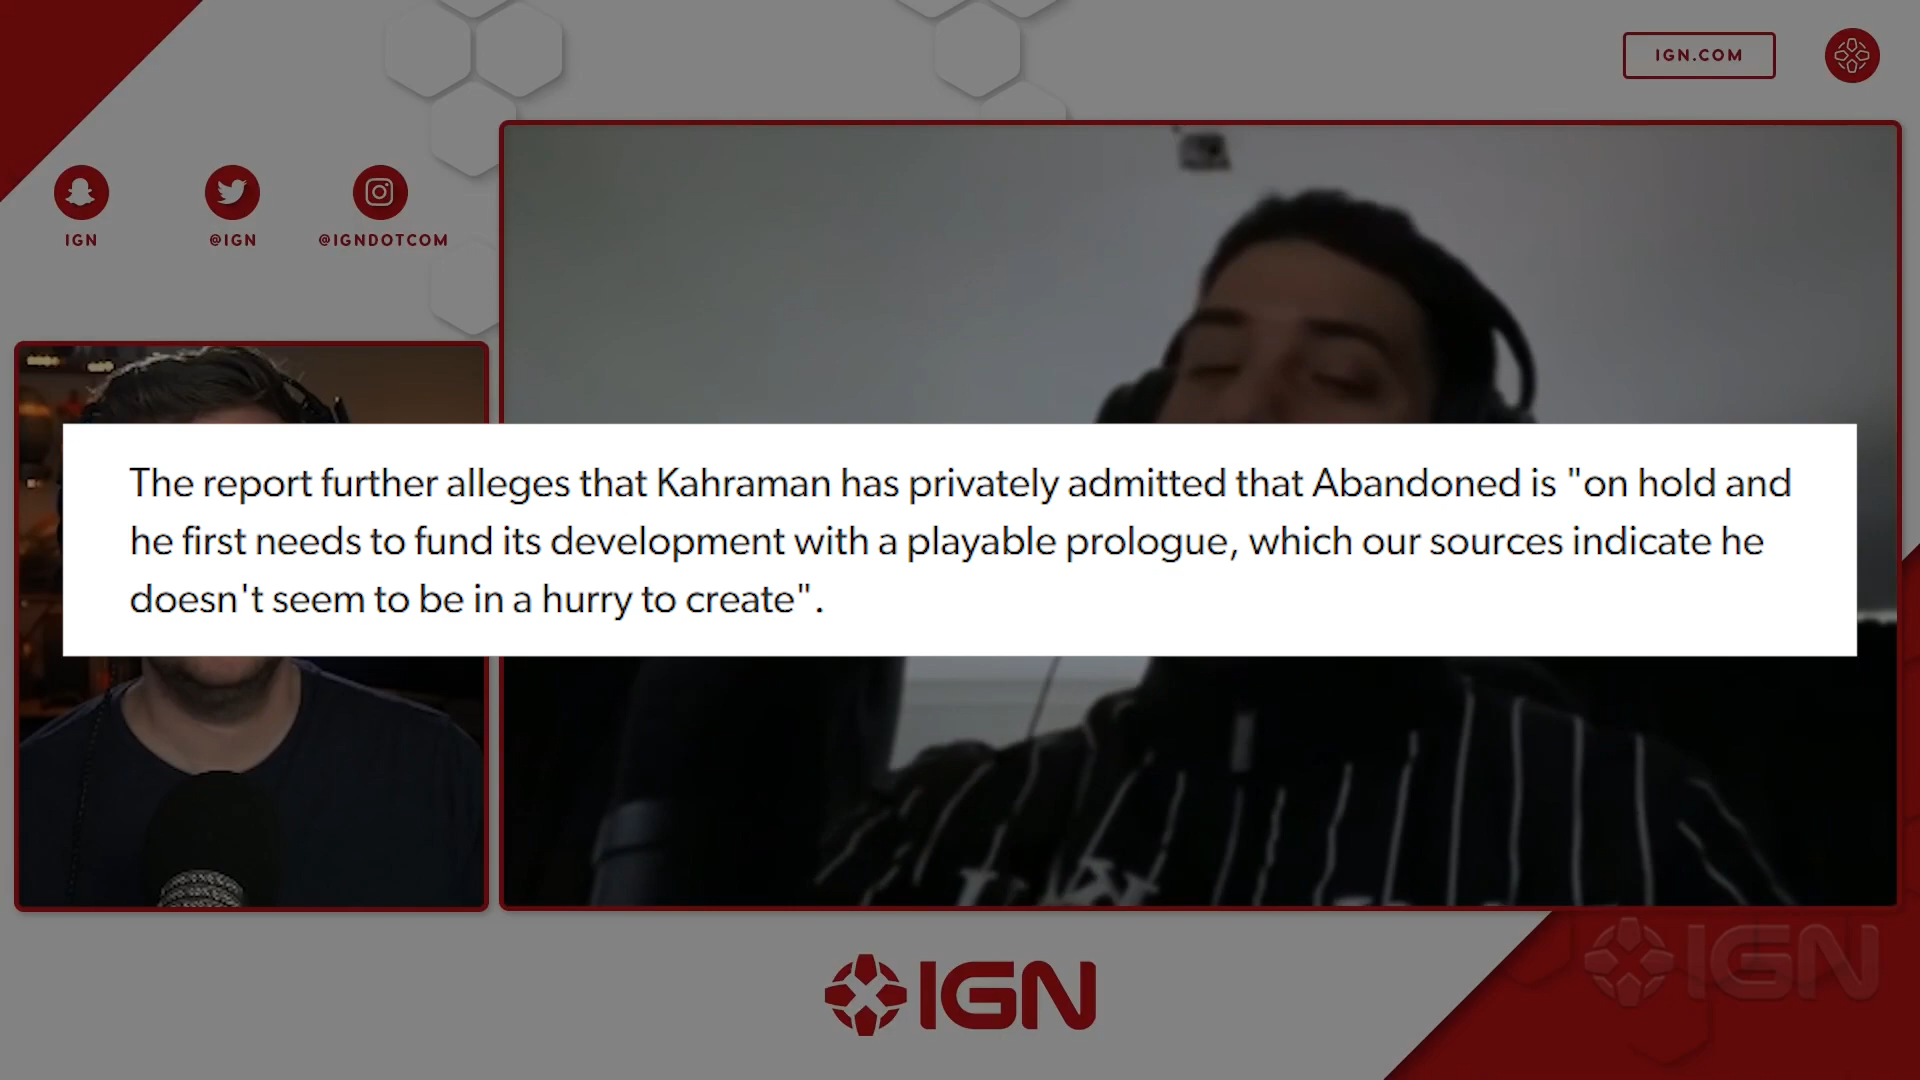 IGN.COM
IGN
@IGN
@IGNDOTCOM
The report further alleges that Kahraman has privately admitted that Abandoned is "on hold and
he first needs to fund its development with a playable prologue, which our sources indicate he
doesn't seem to be in a hurry to create".
IGN
IGN